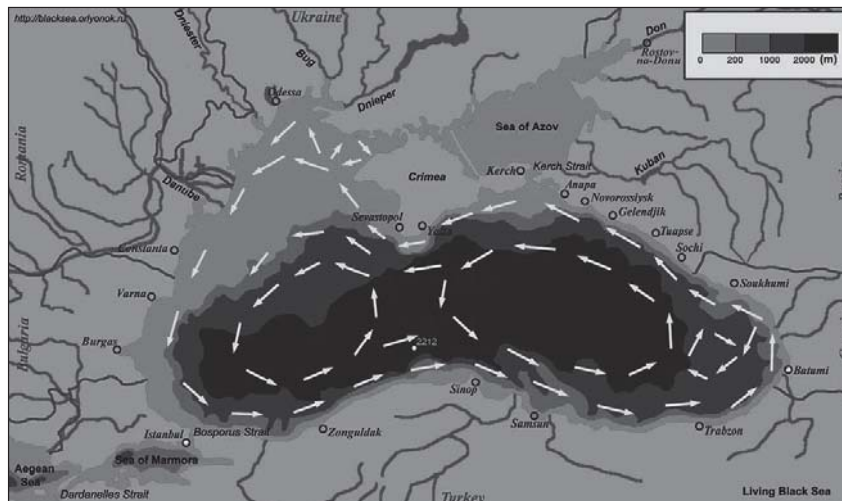 http://blacksea.orlyonok.ru
Ukraine
Don
Dniester
Bug
Rostov-
na-Donu
0 200 1000 2000 (m)
Dnieper
Odessa
Sea of Azov
Romania
Crimea
Kerch
Kerch Strait
Kuban
Danube
Anapa
Novorossiysk
Gelendjik
Sevastopol
Yalta
Tuapse
Constanta
Sochi
Soukhumi
Varna
Bulgaria
Burgas
2212
Batumi
Sinop
Samsun
Trabzon
Istanbul
Bosporus Strait
Zonguldak
Sea of Marmora
Aegean
Sea
Dardanelles Strait
Turkey
Living Black Sea